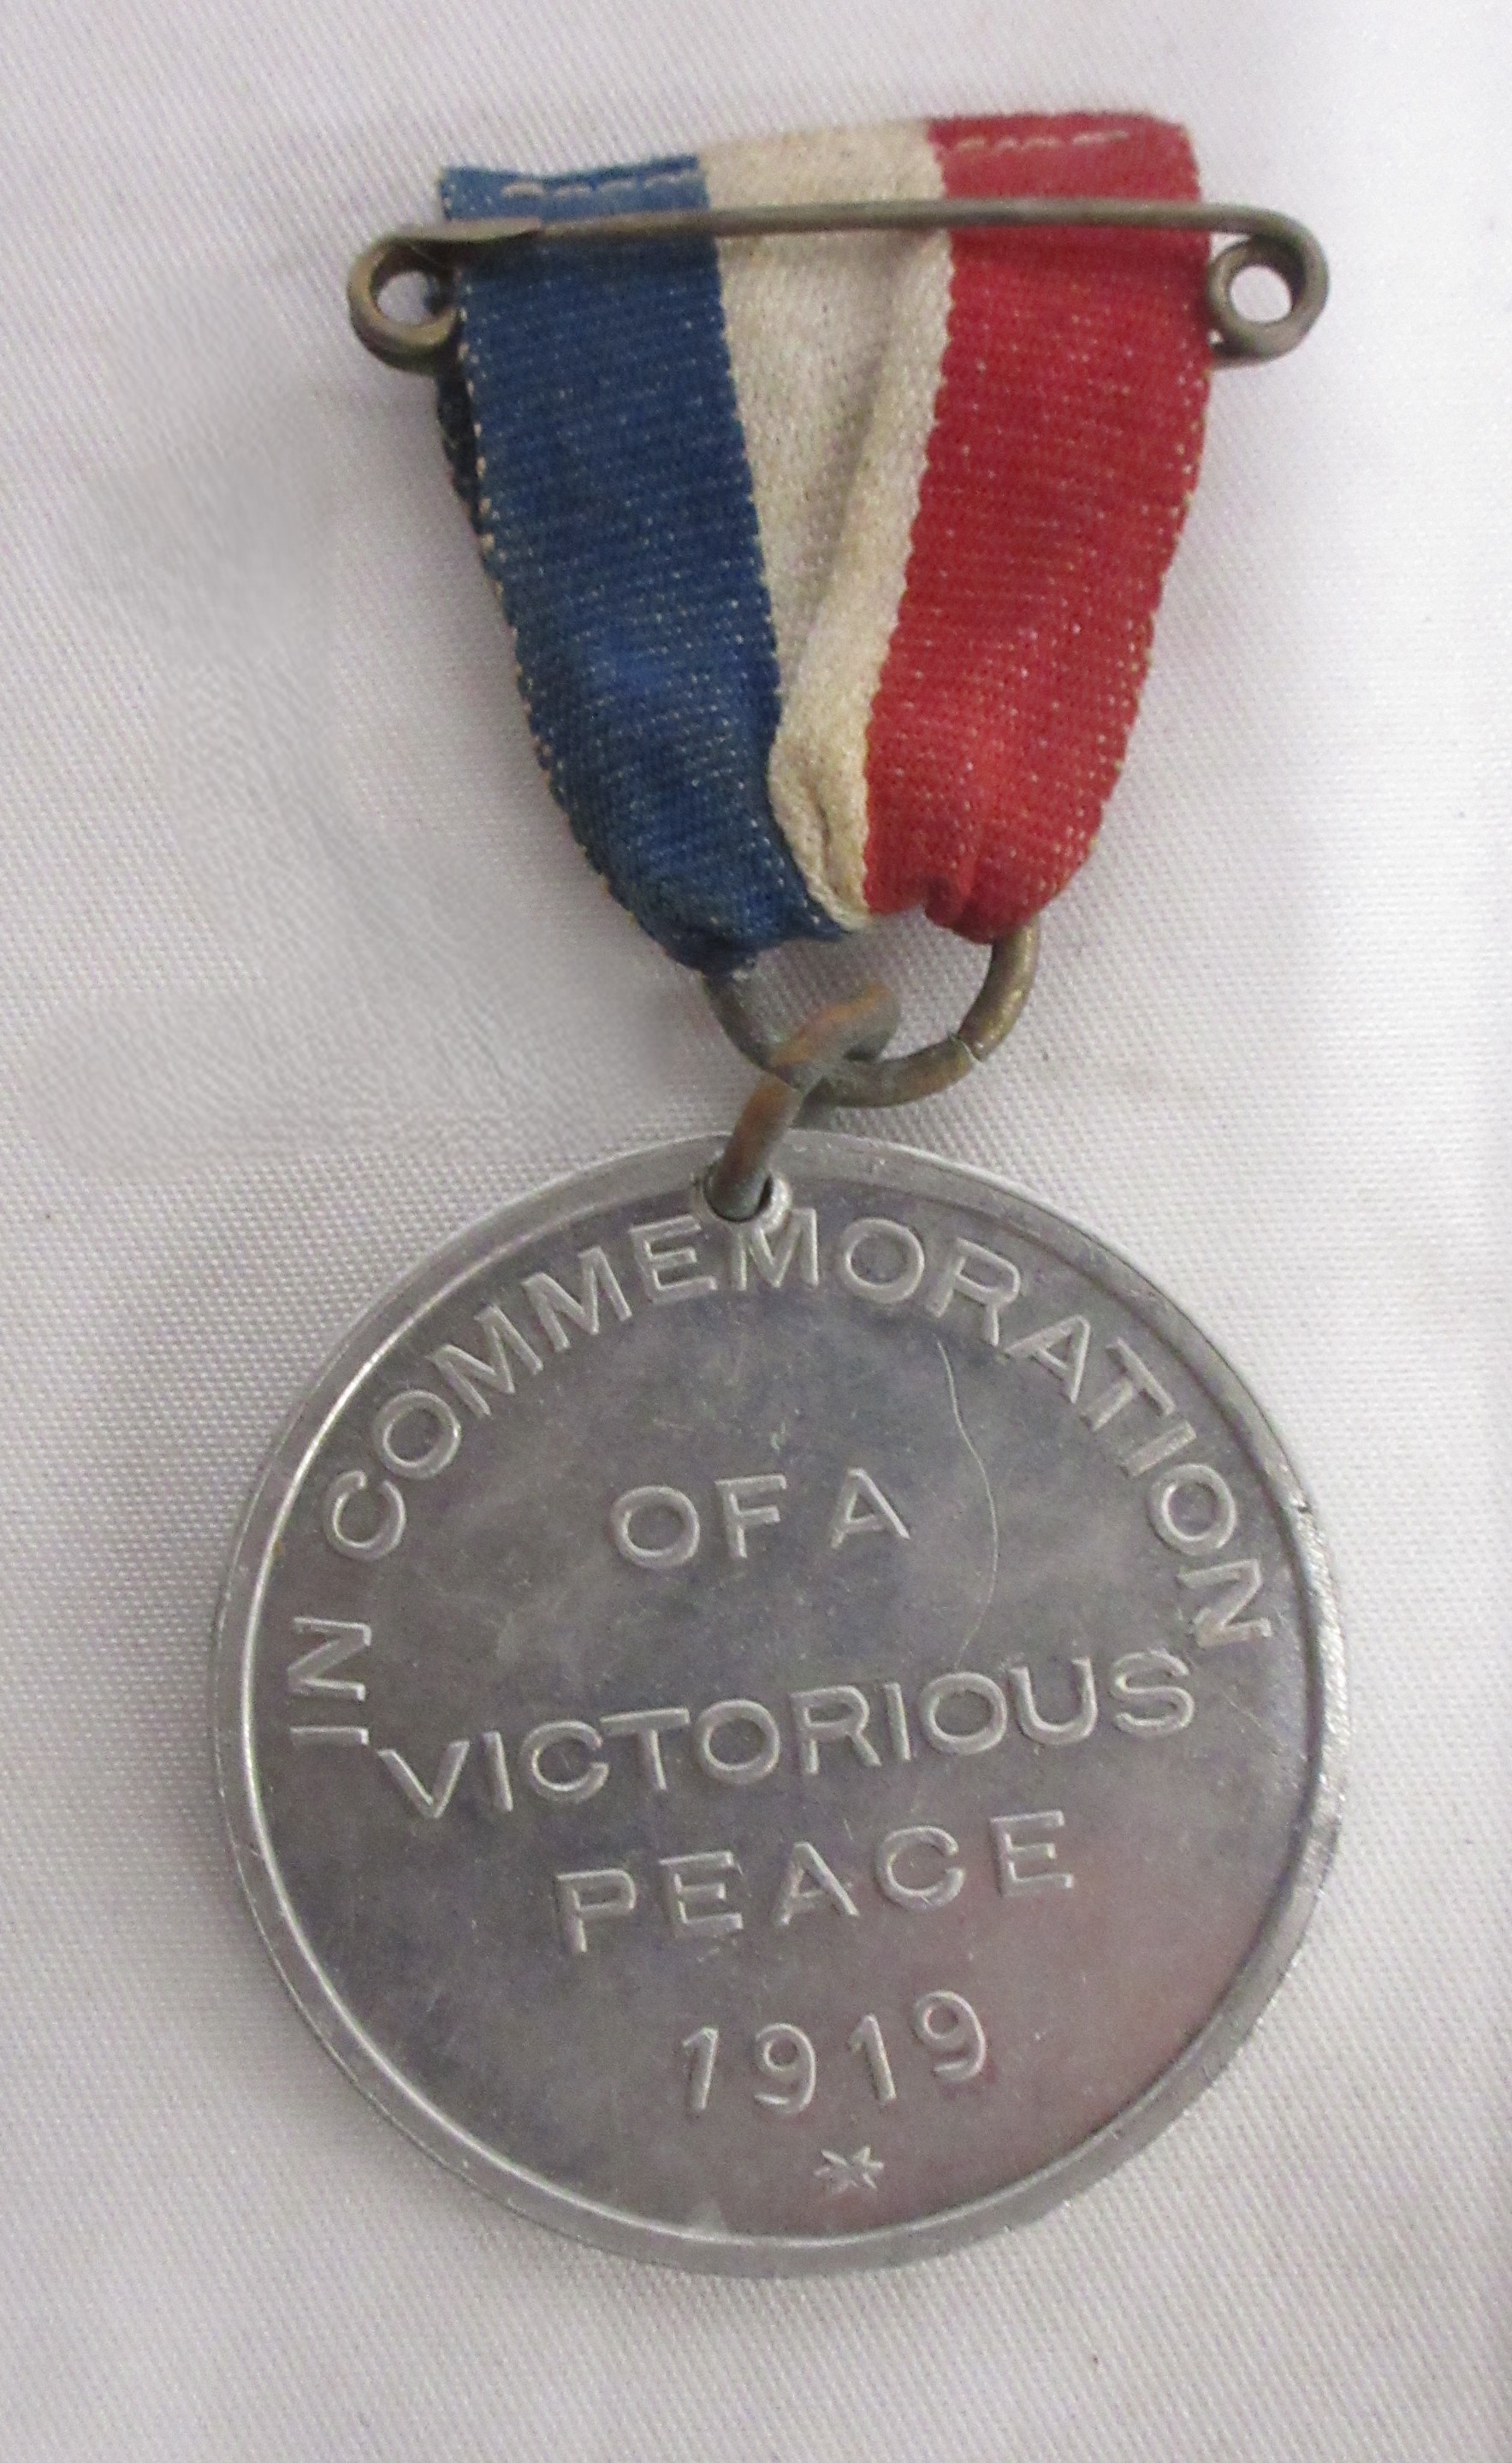 IN COMMEMORATION
OF A
VICTORIOUS
PEACE
1919